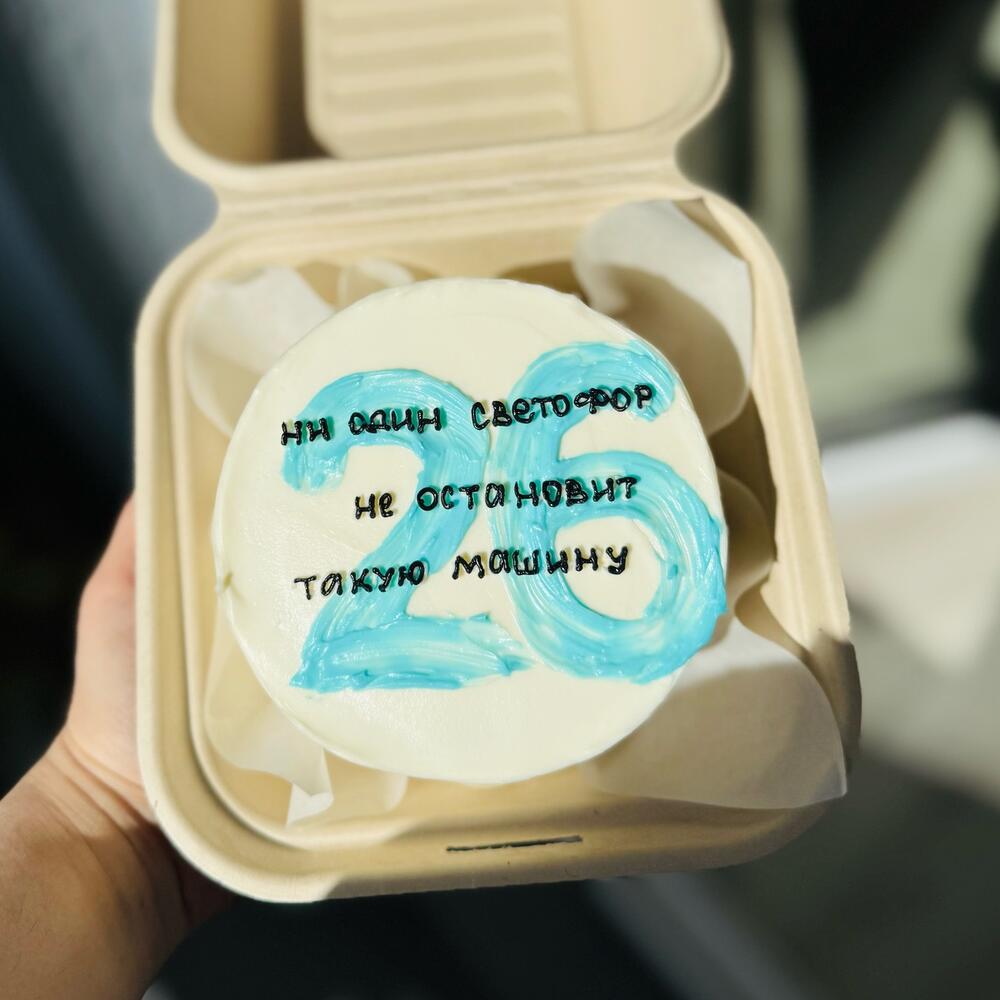 26
ни один светофор
не остановит
такую машину